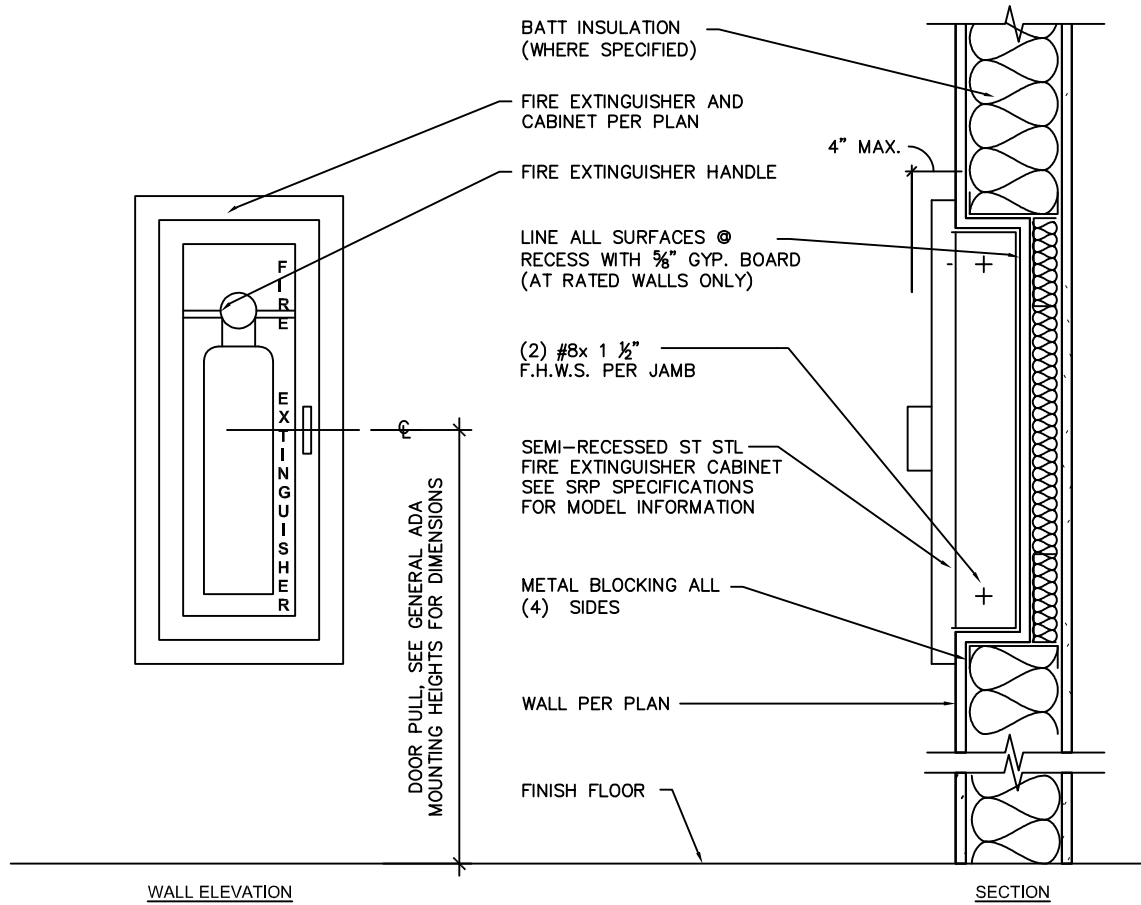 BATT INSULATION
(WHERE SPECIFIED)
FIRE EXTINGUISHER AND
CABINET PER PLAN
4" MAX.
FIRE EXTINGUISHER HANDLE
LINE ALL SURFACES @
RECESS WITH ⅝" GYP. BOARD
(AT RATED WALLS ONLY)
FIRE
EXTINGUISHER
(2) #8x 1 ½"
F.H.W.S. PER JAMB
℄
SEMI-RECESSED ST STL
FIRE EXTINGUISHER CABINET
SEE SRP SPECIFICATIONS
FOR MODEL INFORMATION
DOOR PULL, SEE GENERAL ADA
MOUNTING HEIGHTS FOR DIMENSIONS
METAL BLOCKING ALL
(4) SIDES
WALL PER PLAN
FINISH FLOOR
WALL ELEVATION
SECTION